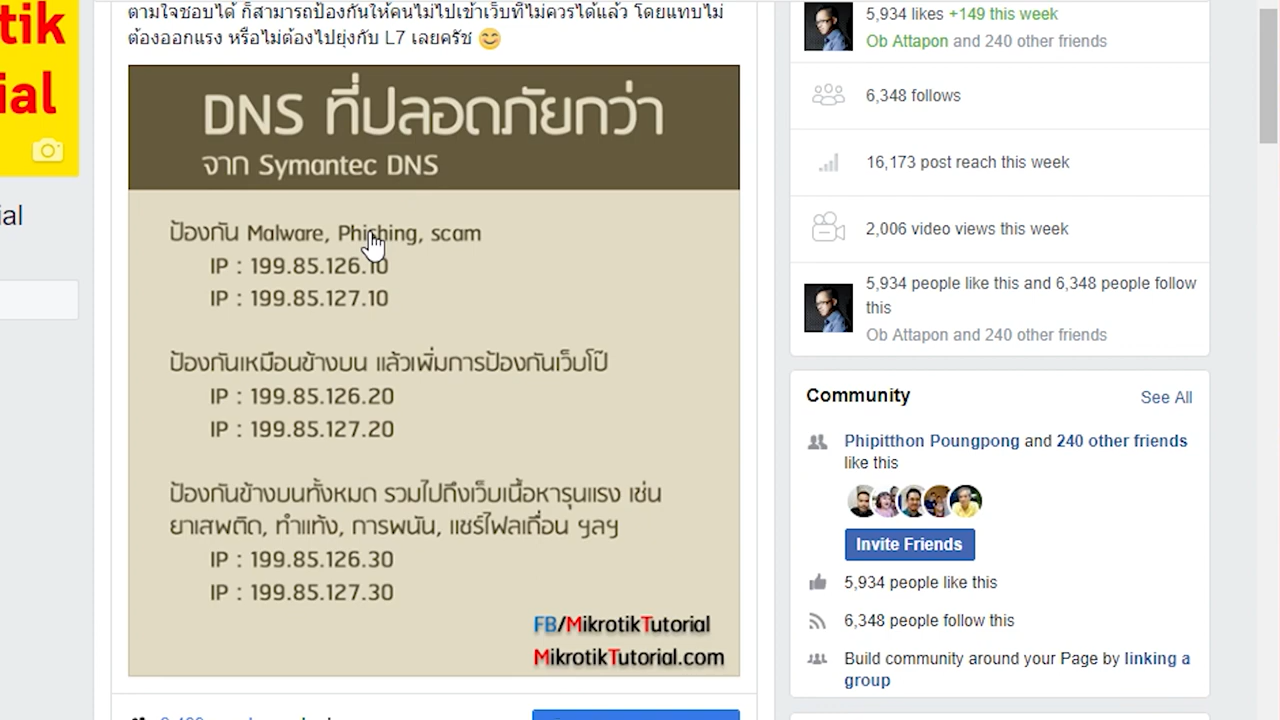 tik
ial
ial
ตามใจชอบได้ ก็สามารถป้องกันให้คนไม่ไปเข้าเว็บที่ไม่ควรได้แล้ว โดยแทบไม่
ต้องออกแรง หรือไม่ต้องไปยุ่งกับ L7 เลยครัช
DNS ที่ปลอดภัยกว่า
จาก Symantec DNS
ป้องกัน Malware, Phishing, scam
IP : 199.85.126.10
IP : 199.85.127.10
ป้องกันเหมือนข้างบน แล้วเพิ่มการป้องกันเว็บโป๊
IP : 199.85.126.20
IP : 199.85.127.20
ป้องกันข้างบนทั้งหมด รวมไปถึงเว็บเนื้อหารุนแรง เช่น
ยาเสพติด, ทำแท้ง, การพนัน, แชร์ไฟลเถื่อน ฯลฯ
IP : 199.85.126.30
IP : 199.85.127.30
FB/MikrotikTutorial
MikrotikTutorial.com
5,934 likes +149 this week
Ob Attapon and 240 other friends
6,348 follows
16,173 post reach this week
2,006 video views this week
5,934 people like this and 6,348 people follow
this
Ob Attapon and 240 other friends
Community
See All
Phipitthon Poungpong and 240 other friends
like this
Invite Friends
5,934 people like this
6,348 people follow this
Build community around your Page by linking a
group